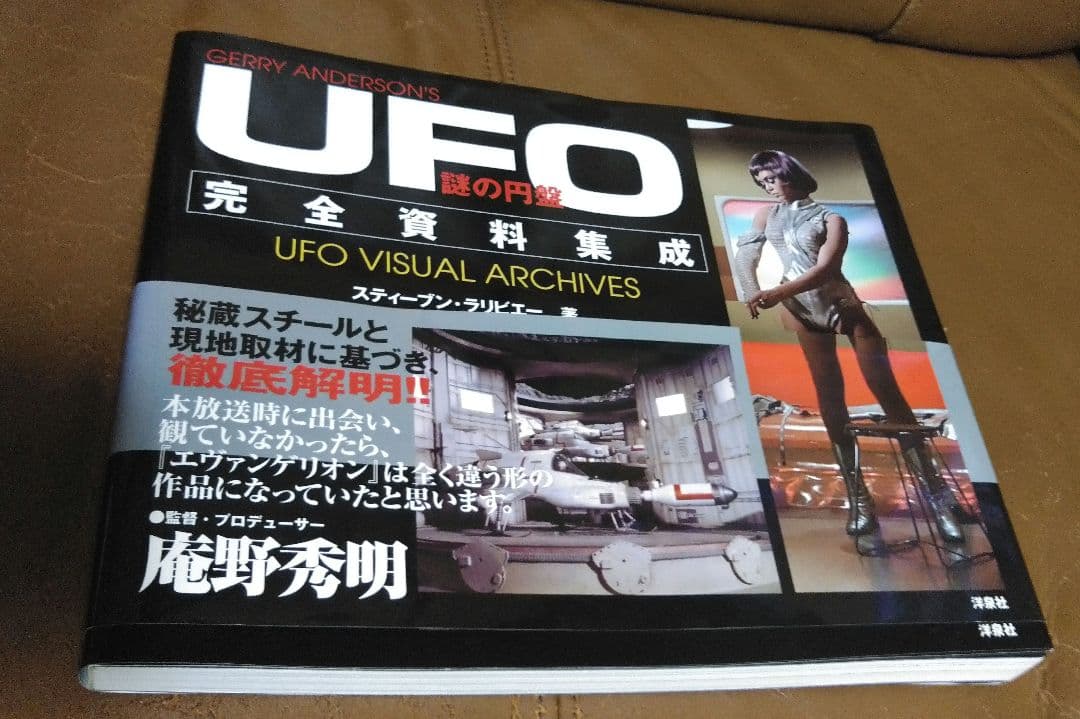 GERRY ANDERSON'S
UFO
謎の円盤
完全資料集成
UFO VISUAL ARCHIVES
スティーブン・ラリビエー 著
秘蔵スチールと
現地取材に基づき、
徹底解明!!
本放送時に出会い、
観ていなかったら、
『エヴァンゲリオン』は全く違う形の
作品になっていたと思います。
●監督・プロデューサー
庵野秀明
洋泉社
洋泉社